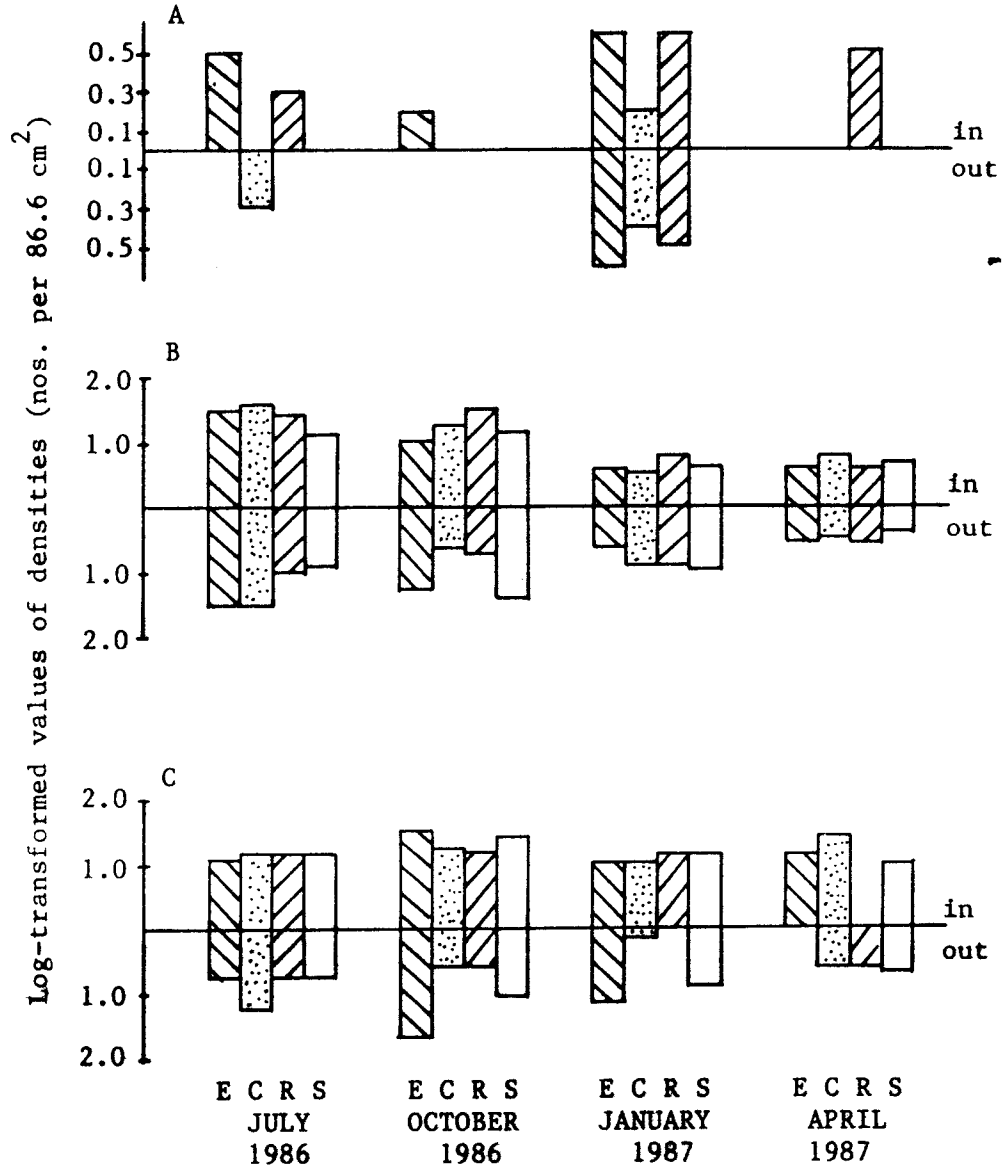 Log-transformed values of densities (nos. per 86.6 cm²)
A
0.5
0.3
0.1
0.1
0.3
0.5
in
out
B
2.0
1.0
1.0
2.0
in
out
C
2.0
1.0
1.0
2.0
in
out
E C R S E C R S E C R S E C R S
JULY OCTOBER JANUARY APRIL
1986 1986 1987 1987